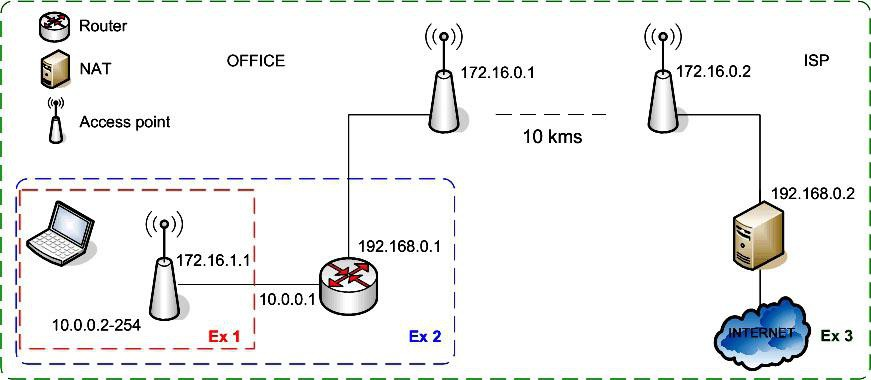 Router
NAT
Access point
OFFICE
ISP
172.16.0.1
172.16.0.2
10 kms
192.168.0.2
192.168.0.1
172.16.1.1
10.0.0.1
10.0.0.2-254
Ex 1
Ex 2
INTERNET
Ex 3